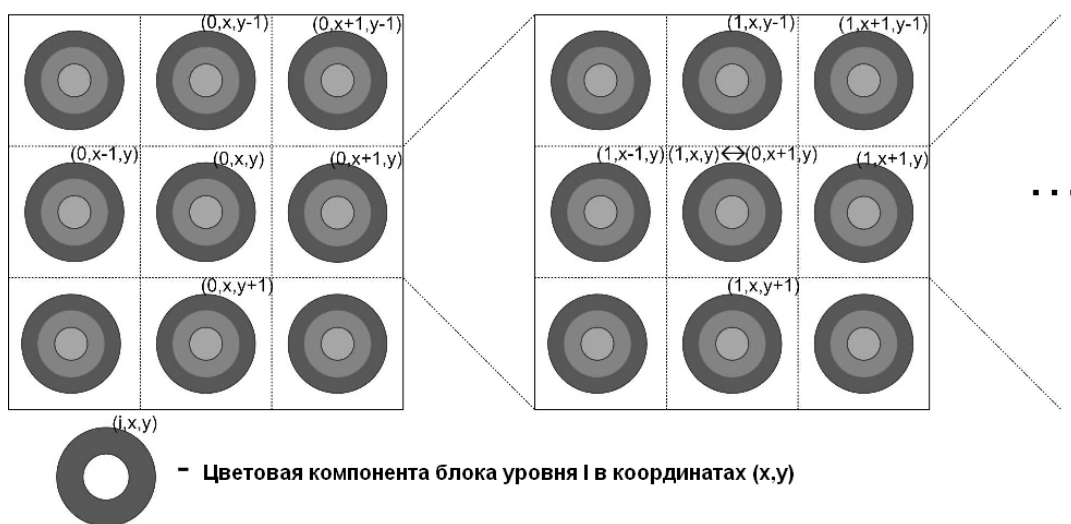 (0,x,y-1) (0,x+1,y-1) (1,x,y-1) (1,x+1,y-1)
(0,x-1,y) (0,x,y) (0,x+1,y) (1,x-1,y) (1,x,y) ↔ (0,x+1,y) (1,x+1,y)
. . .
(0,x,y+1) (1,x,y+1)
(i,x,y)
- Цветовая компонента блока уровня I в координатах (x,y)